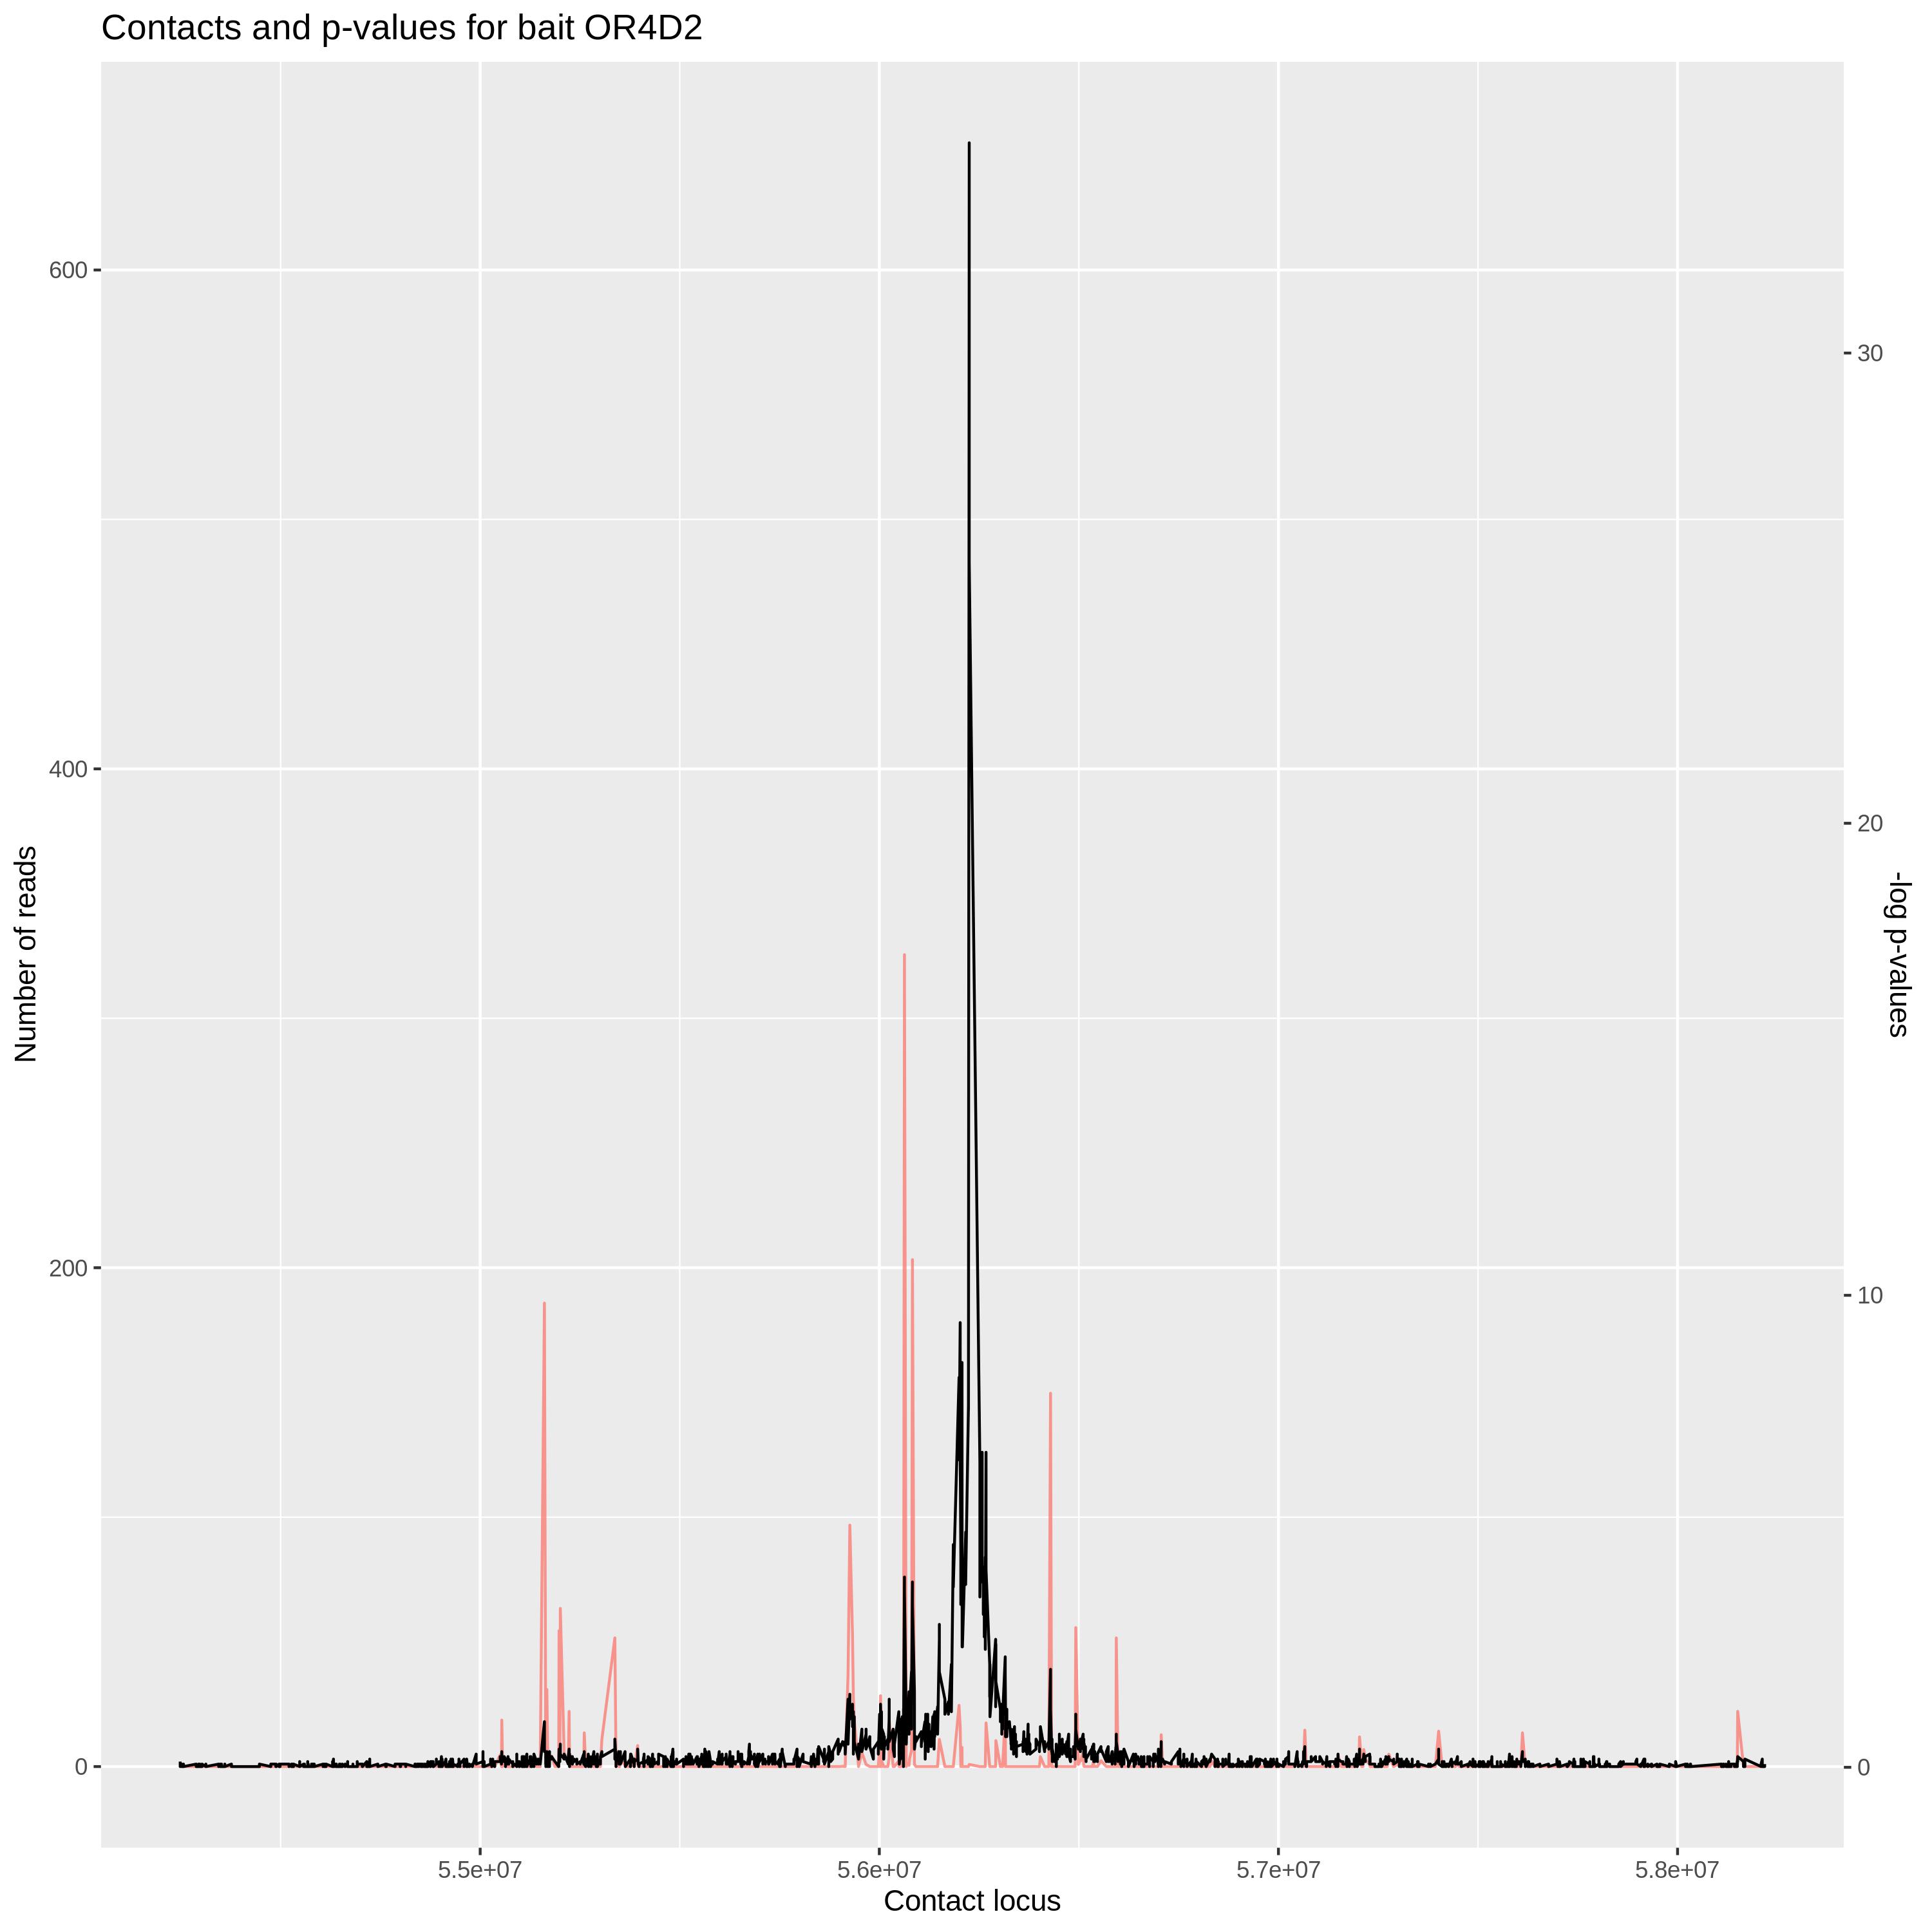 Contacts and p-values for bait OR4D2
600
400
200
0
Number of reads
30
20
10
0
-log p-values
5.5e+07
5.6e+07
5.7e+07
5.8e+07
Contact locus